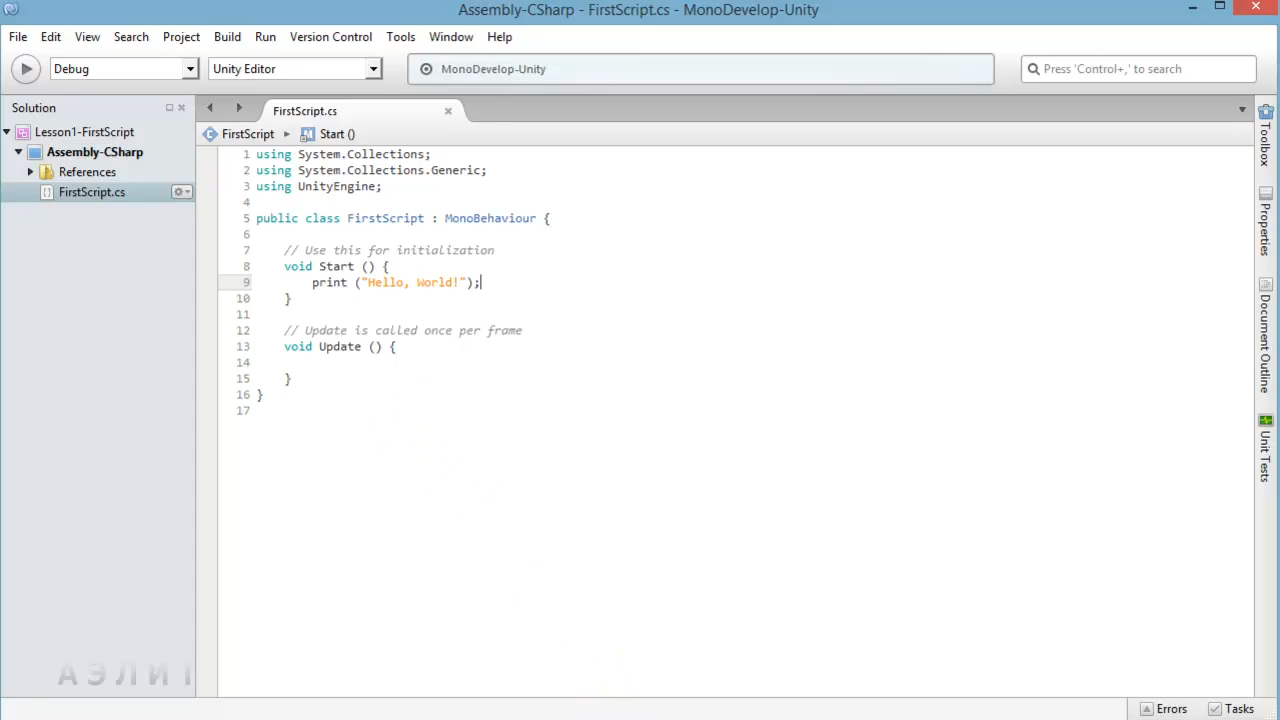 Assembly-CSharp - FirstScript.cs - MonoDevelop-Unity
File Edit View Search Project Build Run Version Control Tools Window Help
Debug Unity Editor MonoDevelop-Unity Press 'Control+,' to search
Solution
Lesson1-FirstScript
Assembly-CSharp
References
FirstScript.cs
FirstScript.cs
FirstScript Start ()
1 using System.Collections;
2 using System.Collections.Generic;
3 using UnityEngine;
4
5 public class FirstScript : MonoBehaviour {
6
7 // Use this for initialization
8 void Start () {
9 print ("Hello, World!");
10 }
11
12 // Update is called once per frame
13 void Update () {
14
15 }
16 }
17
Toolbox
Properties
Document Outline
Unit Tests
Errors Tasks